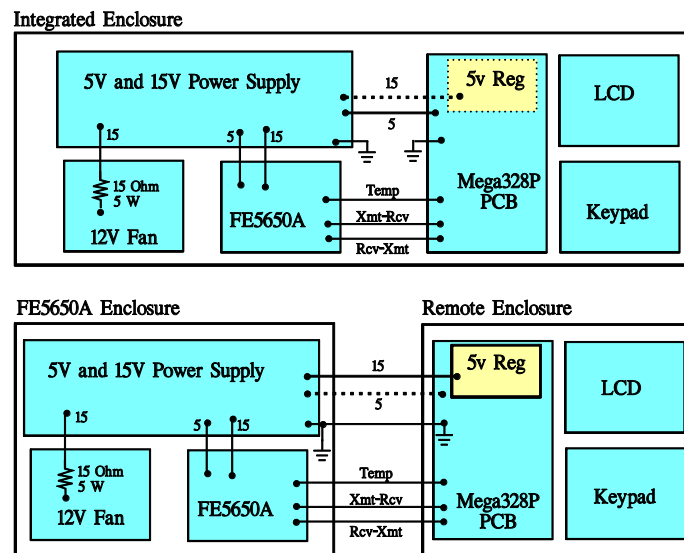 Integrated Enclosure
5V and 15V Power Supply
15
5v Reg
LCD
5
15
5
15
15 Ohm
5 W
12V Fan
FE5650A
Temp
Xmt-Rcv
Rcv-Xmt
Mega328P
PCB
Keypad
FE5650A Enclosure
Remote Enclosure
5V and 15V Power Supply
15
5v Reg
LCD
5
15
5
15
15 Ohm
5 W
12V Fan
FE5650A
Temp
Xmt-Rcv
Rcv-Xmt
Mega328P
PCB
Keypad